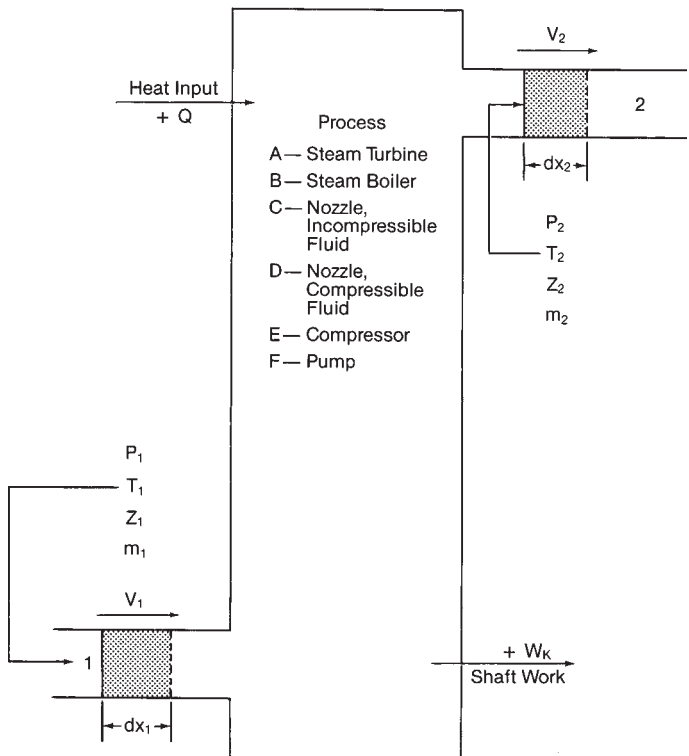 V₂
Heat Input
+ Q
2
Process
A— Steam Turbine
B— Steam Boiler
C— Nozzle,
Incompressible
Fluid
D— Nozzle,
Compressible
Fluid
E— Compressor
F— Pump
dx₂
P₂
T₂
Z₂
m₂
P₁
T₁
Z₁
m₁
V₁
1
dx₁
+ Wₖ
Shaft Work